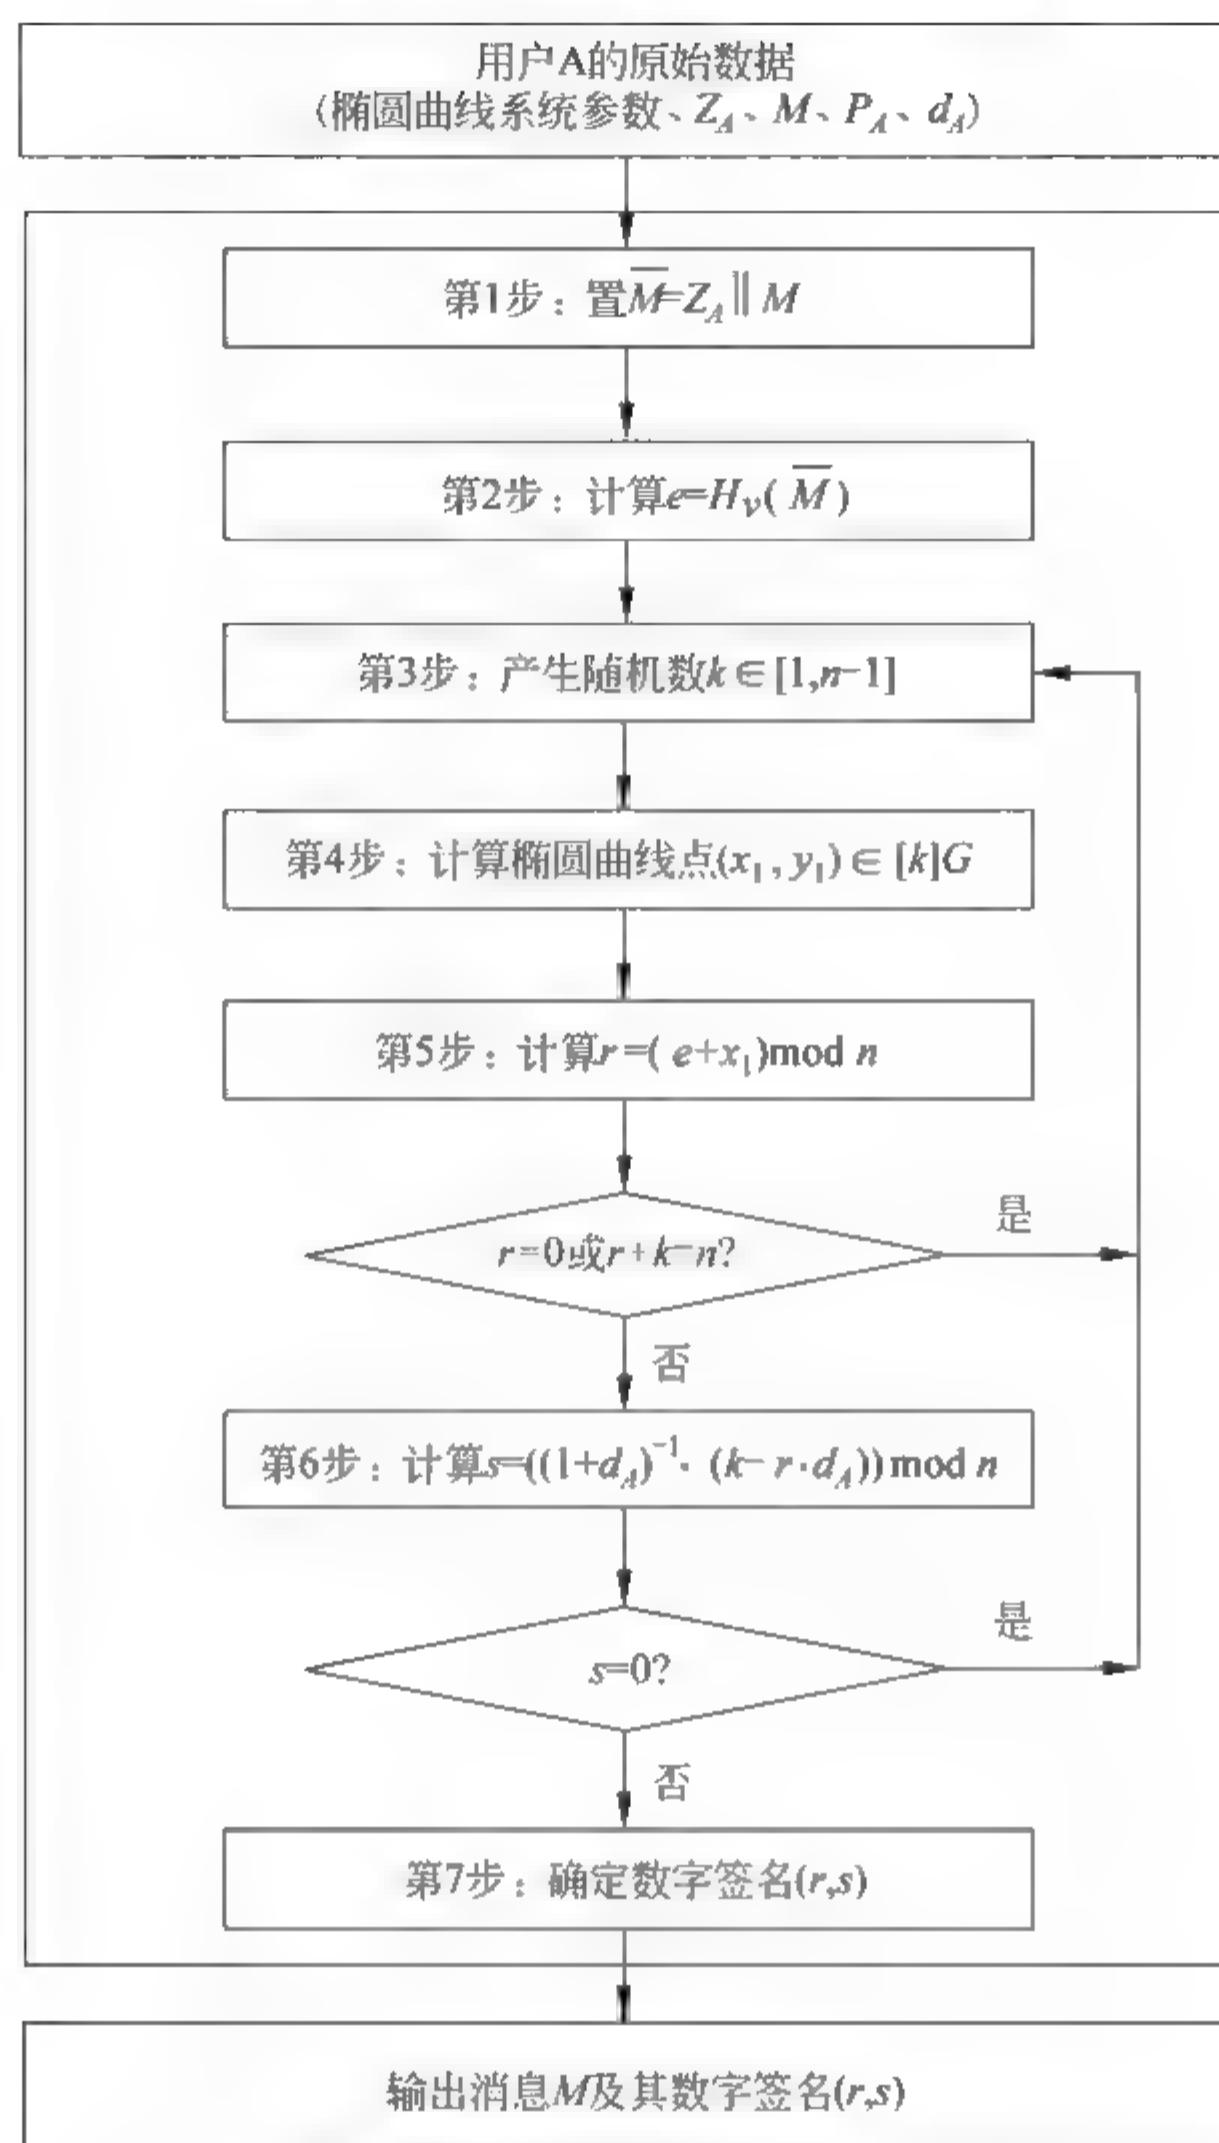 用户A的原始数据
(椭圆曲线系统参数、Z_A、M、P_A、d_A)
第1步：置M̅=Z_A‖M
第2步：计算e=H_v(M̅)
第3步：产生随机数k∈[1,n-1]
第4步：计算椭圆曲线点(x₁,y₁)∈[k]G
第5步：计算r=(e+x₁)mod n
r=0或r+k=n?
是
否
第6步：计算s=((1+d_A)⁻¹·(k-r·d_A))mod n
s=0?
是
否
第7步：确定数字签名(r,s)
输出消息M及其数字签名(r,s)